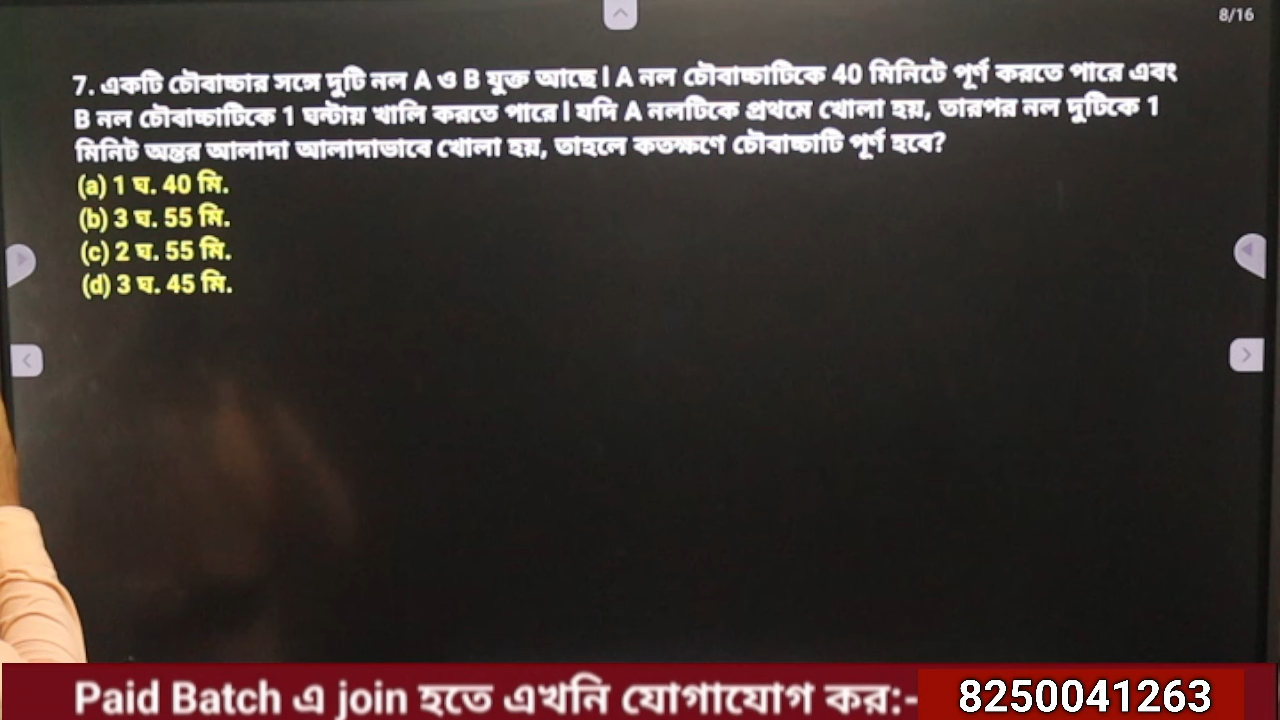 8/16
7. একটি চৌবাচ্চার সঙ্গে দুটি নল A ও B যুক্ত আছে। A নল চৌবাচ্চাটিকে 40 মিনিটে পূর্ণ করতে পারে এবং
B নল চৌবাচ্চাটিকে 1 ঘন্টায় খালি করতে পারে। যদি A নলটিকে প্রথমে খোলা হয়, তারপর নল দুটিকে 1
মিনিট অন্তর আলাদা আলাদাভাবে খোলা হয়, তাহলে কতক্ষণে চৌবাচ্চাটি পূর্ণ হবে?
(a) 1 ঘ. 40 মি.
(b) 3 ঘ. 55 মি.
(c) 2 ঘ. 55 মি.
(d) 3 ঘ. 45 মি.
Paid Batch এ join হতে এখনি যোগাযোগ কর:- 8250041263